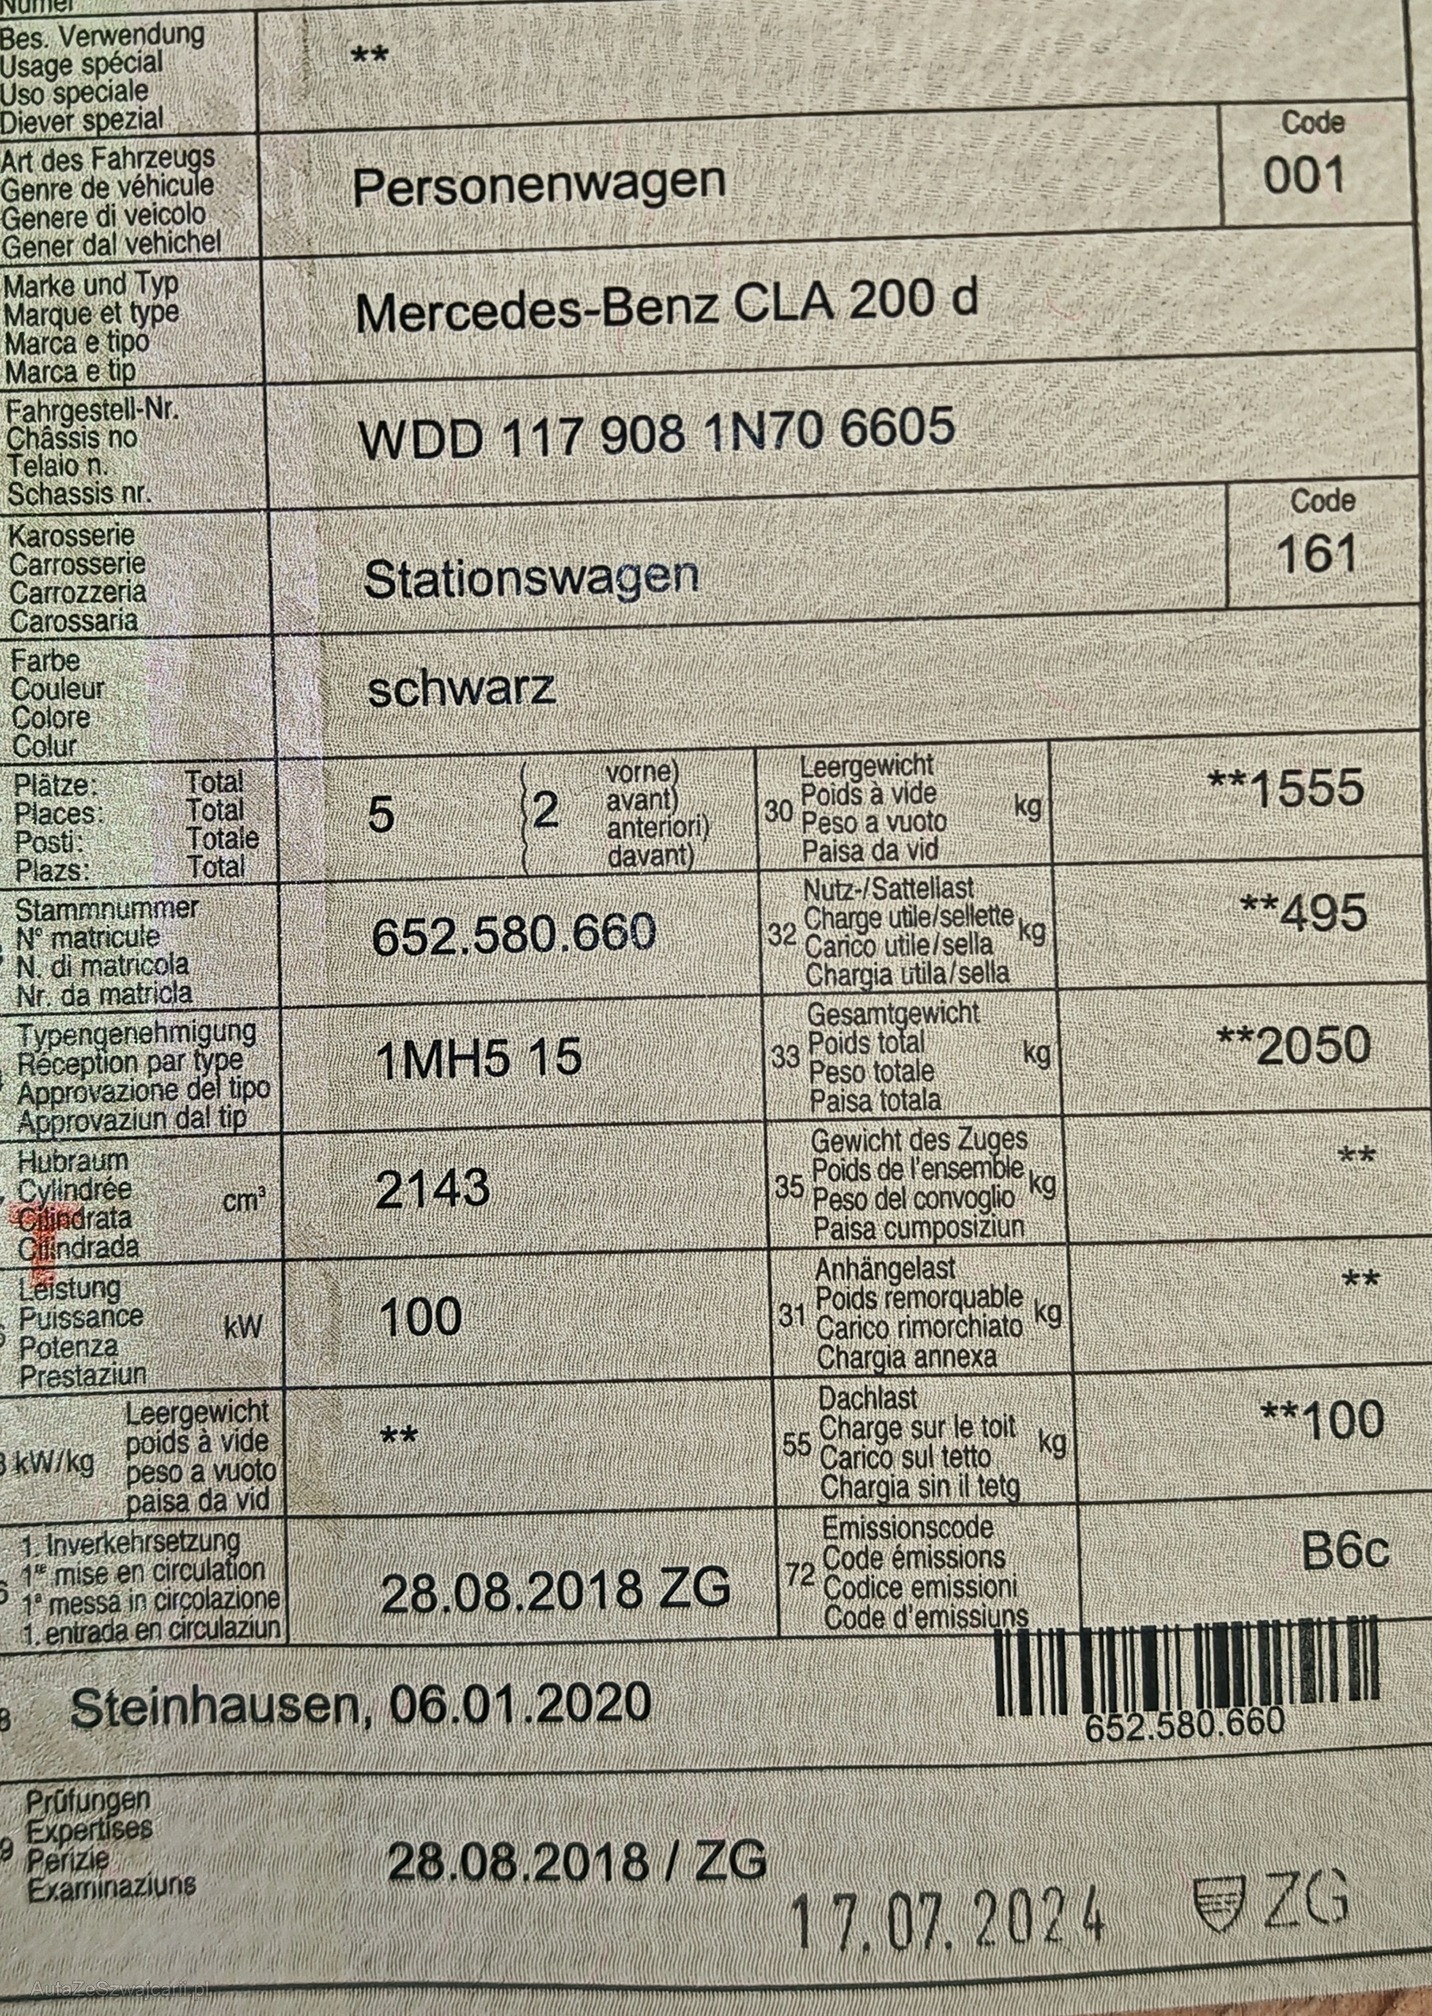 Bes. Verwendung
Usage spécial
Uso speciale
Diever spezial
**
Art des Fahrzeugs
Genre de véhicule
Genere di veicolo
Gener dal vehichel
Personenwagen
Code
001
Marke und Typ
Marque et type
Marca e tipo
Marca e tip
Mercedes-Benz CLA 200 d
Fahrgestell-Nr.
Châssis no
Telaio n.
Schassis nr.
WDD 117 908 1N70 6605
Karosserie
Carrosserie
Carrozzeria
Carossaria
Stationswagen
Code
161
Farbe
Couleur
Colore
Colur
schwarz
Plätze: Total
Places: Total
Posti: Totale
Plazs: Total
5 (2
vorne)
avant)
anteriori)
davant)
30
Leergewicht
Poids à vide
Peso a vuoto
Paisa da vid
kg
**1555
Stammnummer
N° matricule
N. di matricola
Nr. da matricla
652.580.660
32
Nutz-/Sattellast
Charge utile/sellette
Carico utile/sella
Chargia utila/sella
kg
**495
Typengenehmigung
Réception par type
Approvazione del tipo
Approvaziun dal tip
1MH5 15
33
Gesamtgewicht
Poids total
Peso totale
Paisa totala
kg
**2050
Hubraum
Cylindrée
Cilindrata
Cilindrada
cm³
2143
35
Gewicht des Zuges
Poids de l'ensemble
Peso del convoglio
Paisa cumposiziun
kg
**
Leistung
Puissance
Potenza
Prestaziun
kW
100
31
Anhängelast
Poids remorquable
Carico rimorchiato
Chargia annexa
kg
**
kW/kg
Leergewicht
poids à vide
peso a vuoto
paisa da vid
**
55
Dachlast
Charge sur le toit
Carico sul tetto
Chargia sin il tetg
kg
**100
1. Inverkehrsetzung
1re mise en circulation
1a messa in circolazione
1. entrada en circulaziun
28.08.2018 ZG
72
Emissionscode
Code émissions
Codice emissioni
Code d'emissiuns
B6c
Steinhausen, 06.01.2020
652.580.660
Prüfungen
Expertises
Perizie
Examinaziuns
28.08.2018 / ZG
17.07.2024 ZG
AutaZeSzwajcarii.pl